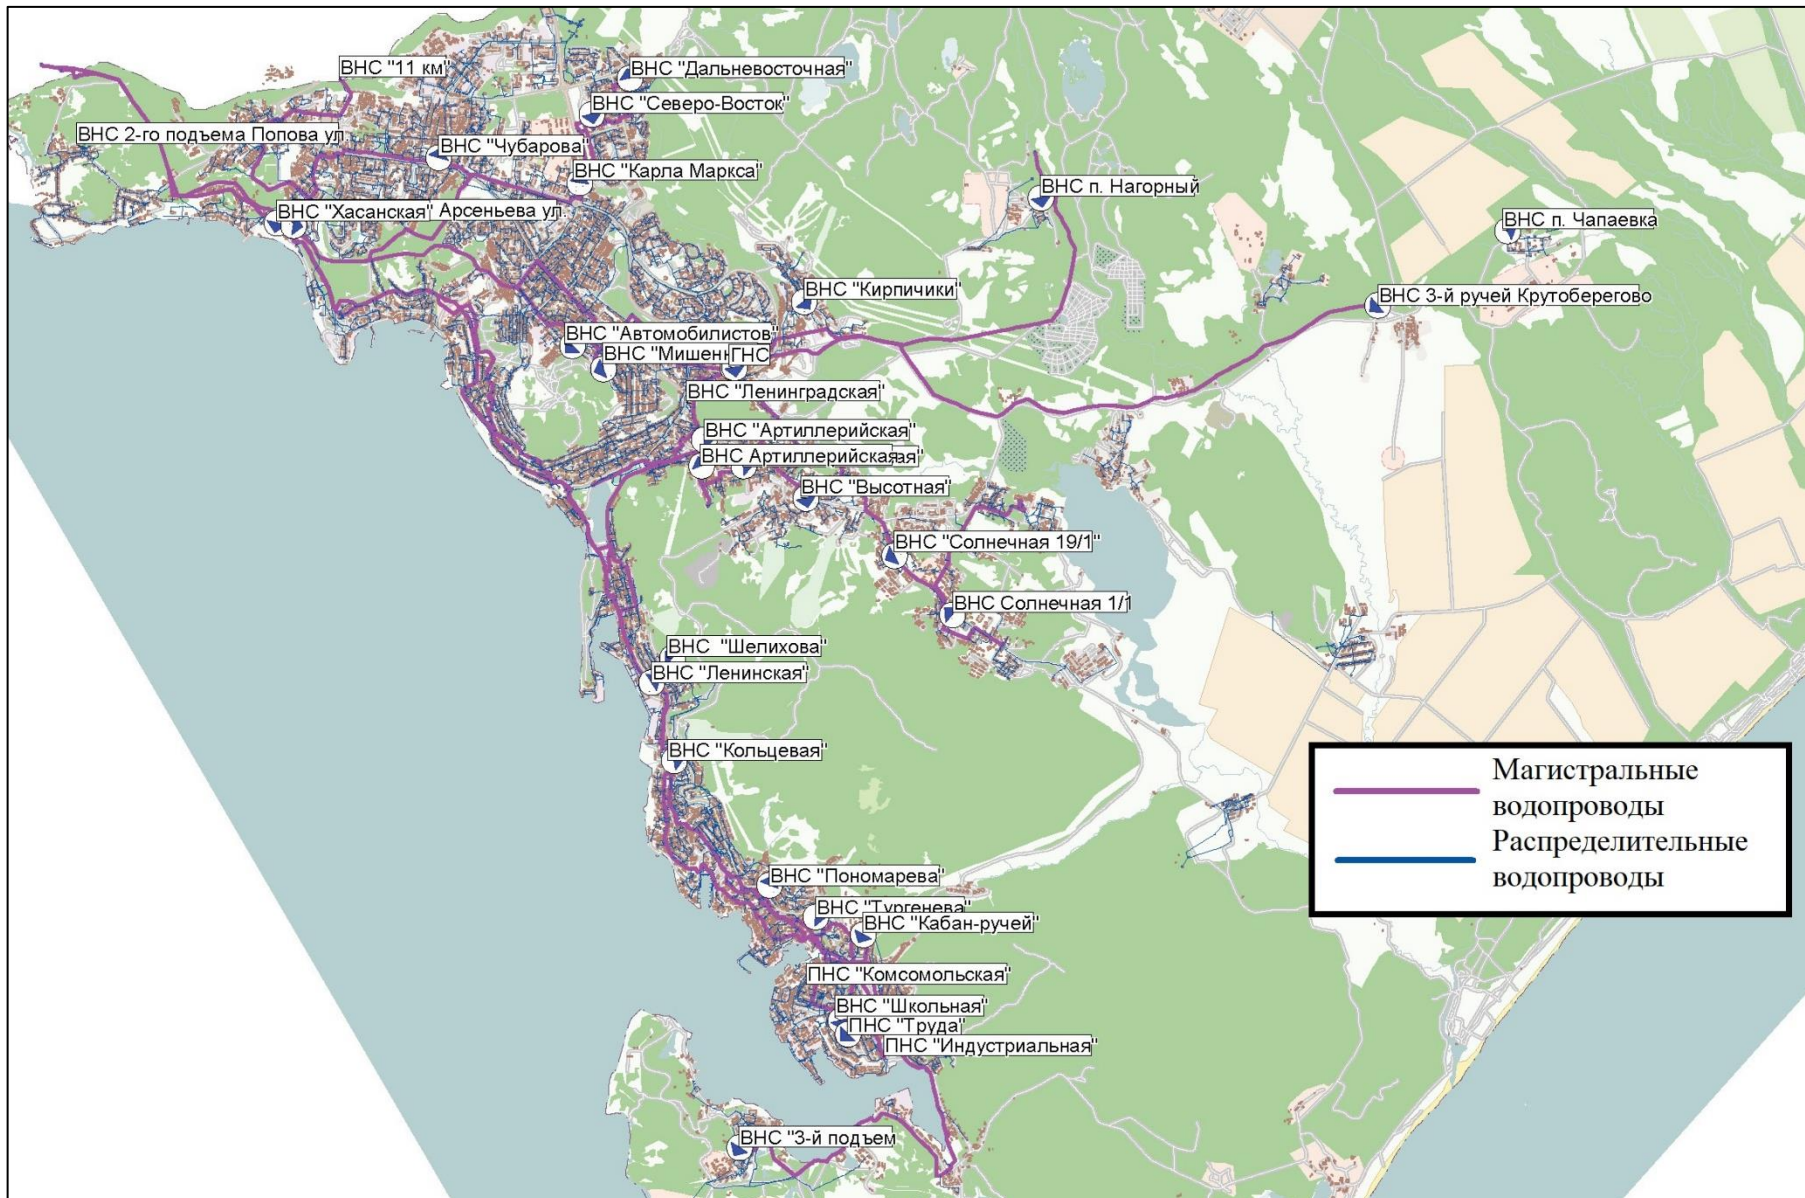 ВНС "11 км"
ВНС "Дальневосточная"
ВНС "Северо-Восток"
ВНС 2-го подъема Попова ул
ВНС "Чубарова"
ВНС "Карла Маркса"
ВНС п. Нагорный
ВНС "Хасанская" Арсеньева ул.
ВНС п. Чапаевка
ВНС "Кирпичики"
ВНС 3-й ручей Крутоберегово
ВНС "Автомобилистов"
ВНС "Мишенн
ГНС
ВНС "Ленинградская"
ВНС "Артиллерийская"
ВНС Артиллерийская
ВНС "Высотная"
ВНС "Солнечная 19/1"
ВНС Солнечная 1/1
ВНС "Шелихова"
ВНС "Ленинская"
ВНС "Кольцевая"
Магистральные
водопроводы
Распределительные
водопроводы
ВНС "Пономарева"
ВНС "Тургенева"
ВНС "Кабан-ручей"
ПНС "Комсомольская"
ВНС "Школьная"
ПНС "Труда"
ПНС "Индустриальная"
ВНС "3-й подъем